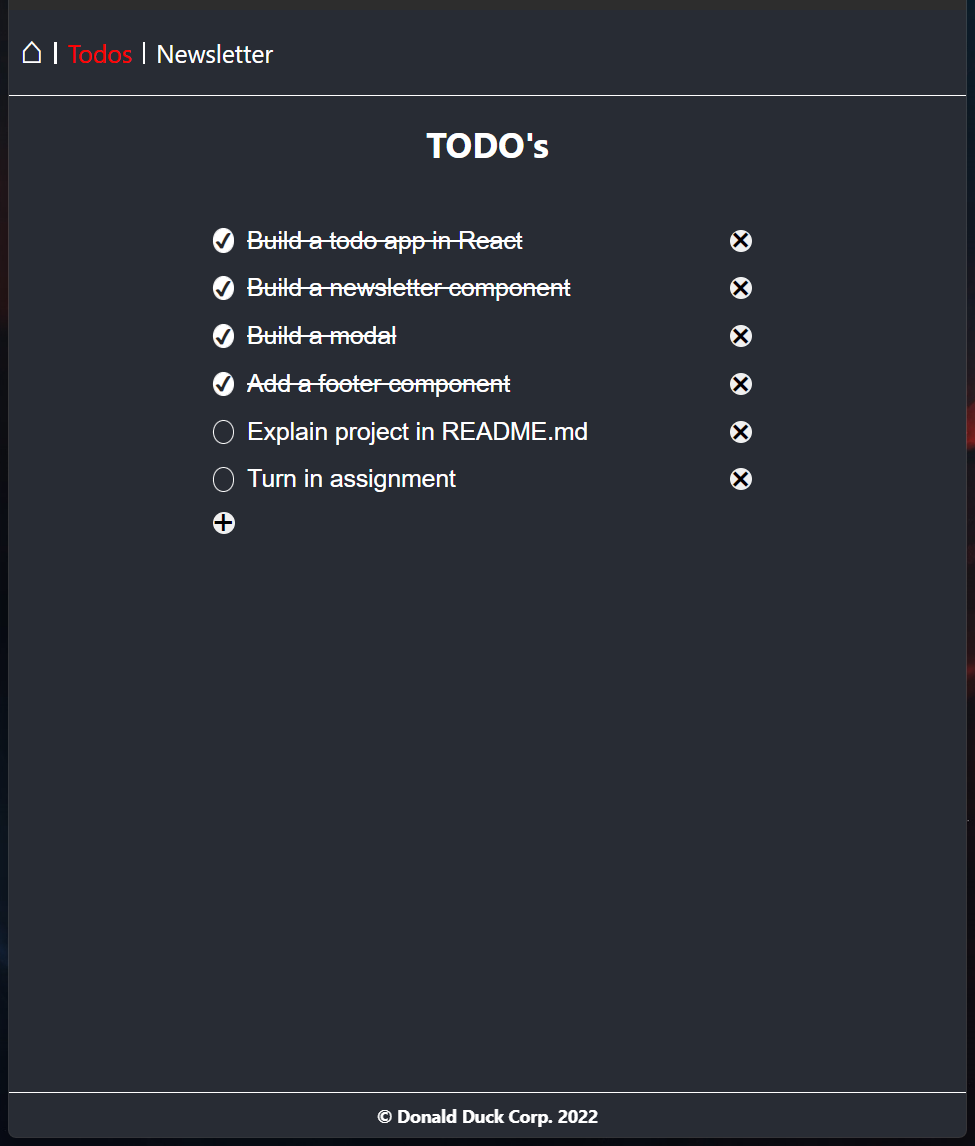 Todos | Newsletter
TODO's
Build a todo app in React
Build a newsletter component
Build a modal
Add a footer component
Explain project in README.md
Turn in assignment
© Donald Duck Corp. 2022